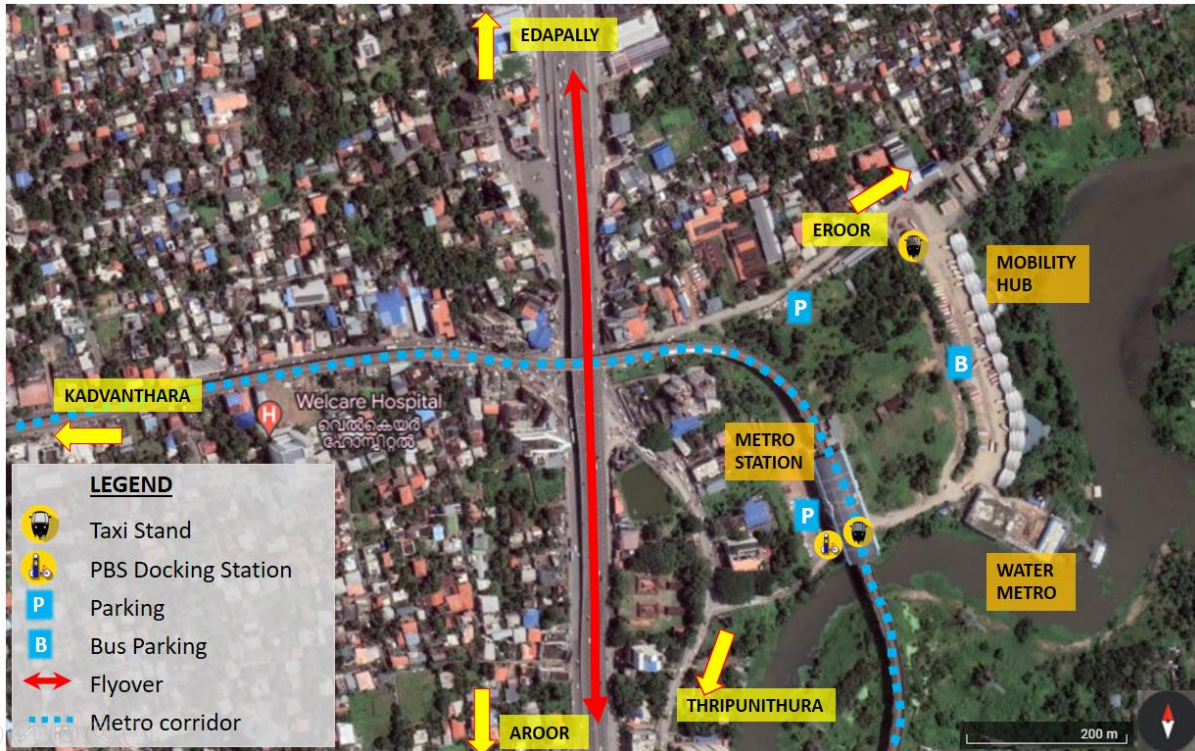 EDAPALLY
EROOR
MOBILITY
HUB
P
B
KADVANTHARA
H
Welcare Hospital
വെൽകെയർ
ഹോസ്പിറ്റൽ
METRO
STATION
P
WATER
METRO
LEGEND
Taxi Stand
PBS Docking Station
P
Parking
B
Bus Parking
Flyover
Metro corridor
THRIPUNITHURA
AROOR
200 m